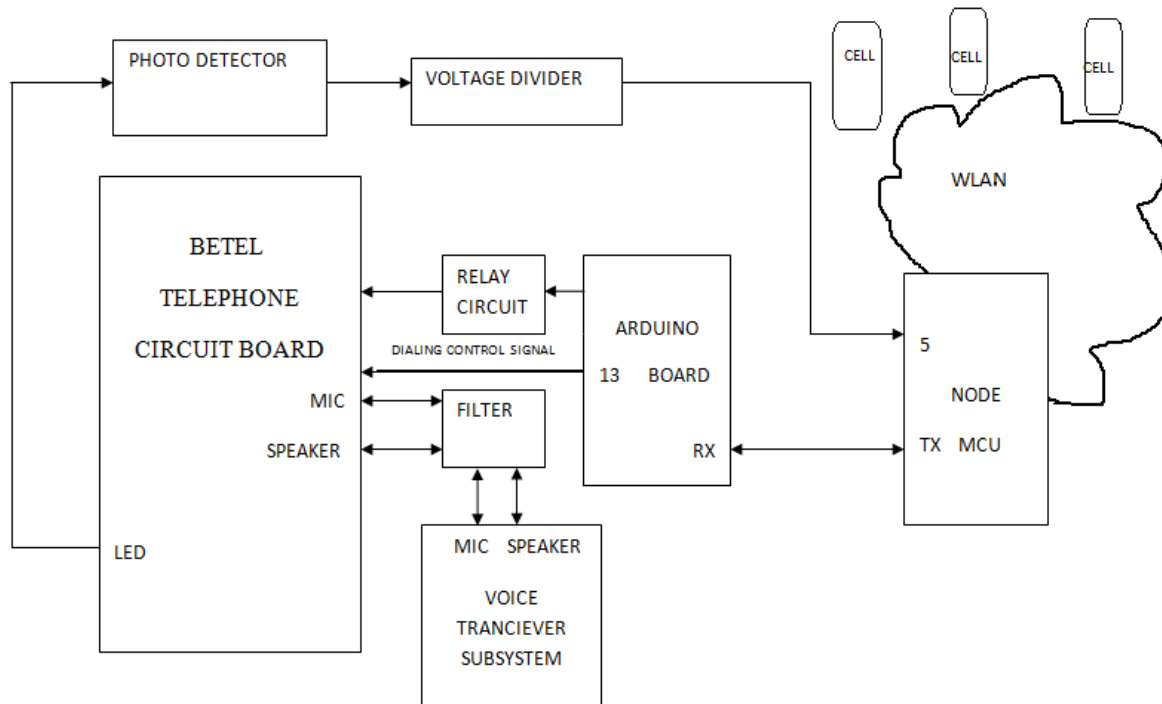 PHOTO DETECTOR
VOLTAGE DIVIDER
CELL
CELL
CELL
WLAN
BETEL
TELEPHONE
CIRCUIT BOARD
MIC
SPEAKER
LED
RELAY
CIRCUIT
DIALING CONTROL SIGNAL
FILTER
ARDUINO
13 BOARD
RX
5
NODE
TX MCU
MIC SPEAKER
VOICE
TRANCIEVER
SUBSYSTEM